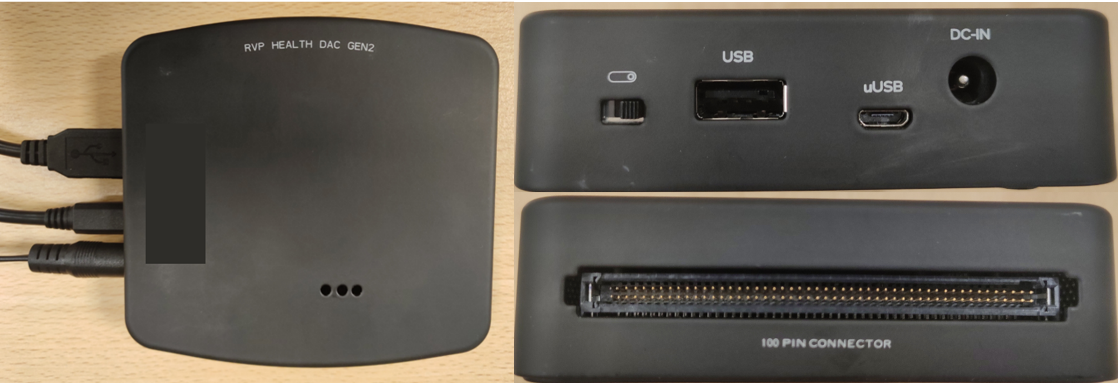 RVP HEALTH DAC GEN2
USB
uUSB
DC-IN
100 PIN CONNECTOR